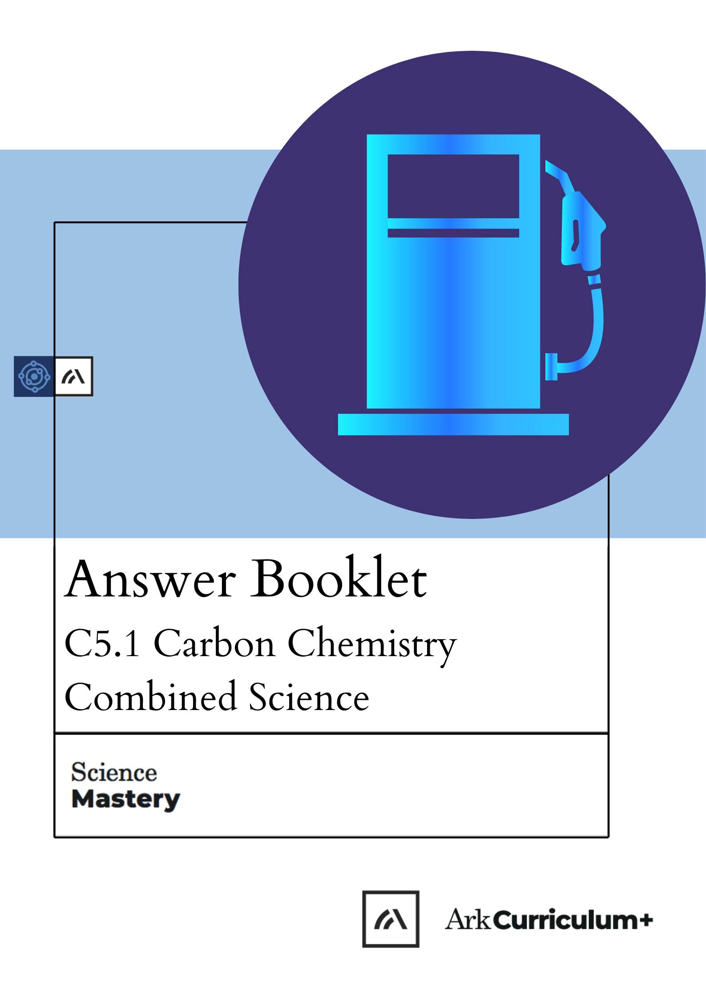 Answer Booklet
C5.1 Carbon Chemistry
Combined Science
Science
Mastery
Ark Curriculum+